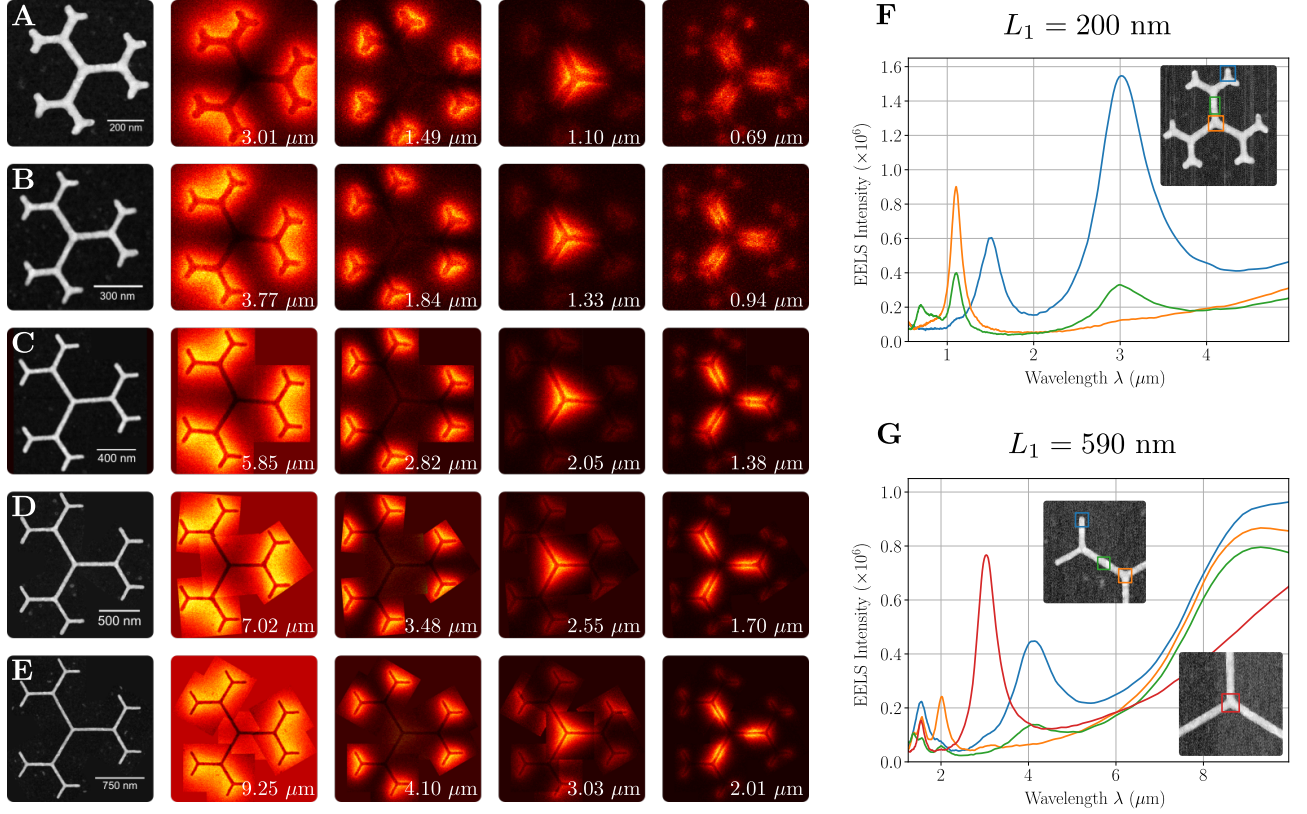 A
200 nm
3.01 μm
1.49 μm
1.10 μm
0.69 μm
B
300 nm
3.77 μm
1.84 μm
1.33 μm
0.94 μm
C
400 nm
5.85 μm
2.82 μm
2.05 μm
1.38 μm
D
500 nm
7.02 μm
3.48 μm
2.55 μm
1.70 μm
E
750 nm
9.25 μm
4.10 μm
3.03 μm
2.01 μm
F
L₁ = 200 nm
EELS Intensity (×10⁶)
1.6
1.4
1.2
1.0
0.8
0.6
0.4
0.2
0.0
1 2 3 4
Wavelength λ (μm)
G
L₁ = 590 nm
EELS Intensity (×10⁶)
1.0
0.8
0.6
0.4
0.2
0.0
2 4 6 8
Wavelength λ (μm)